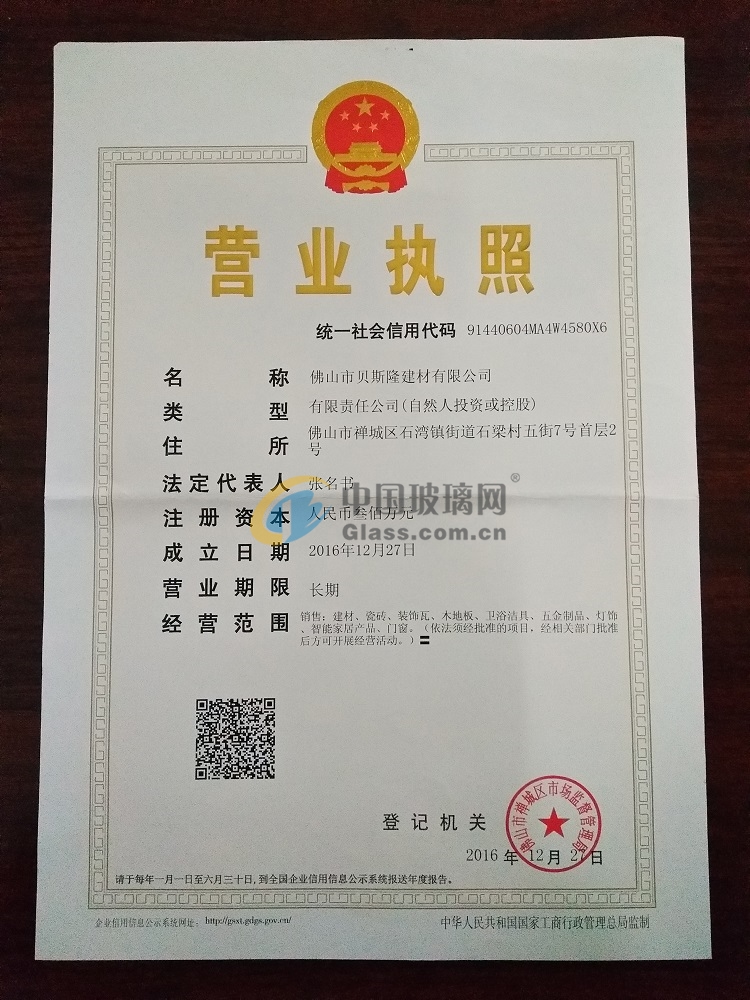 营业执照
统一社会信用代码 91440604MA4W4580X6
名称 佛山市贝斯隆建材有限公司
类型 有限责任公司(自然人投资或控股)
住所 佛山市禅城区石湾镇街道石梁村五街7号首层2
号
法定代表人 张名书
中国玻璃网®
注册资本 人民币叁佰万元
Glass.com.cn
成立日期 2016年12月27日
营业期限 长期
经营范围 销售：建材、瓷砖、装饰瓦、木地板、卫浴洁具、五金制品、灯饰
、智能家居产品、门窗。（依法须经批准的项目，经相关部门批准
后方可开展经营活动。）〓
登记机关
佛山市禅城区市场监督管理局
2016 年 12 月 27 日
请于每年一月一日至六月三十日,到全国企业信用信息公示系统报送年度报告。
企业信用信息公示系统网址： http://gsxt.gdgs.gov.cn/
中华人民共和国国家工商行政管理总局监制